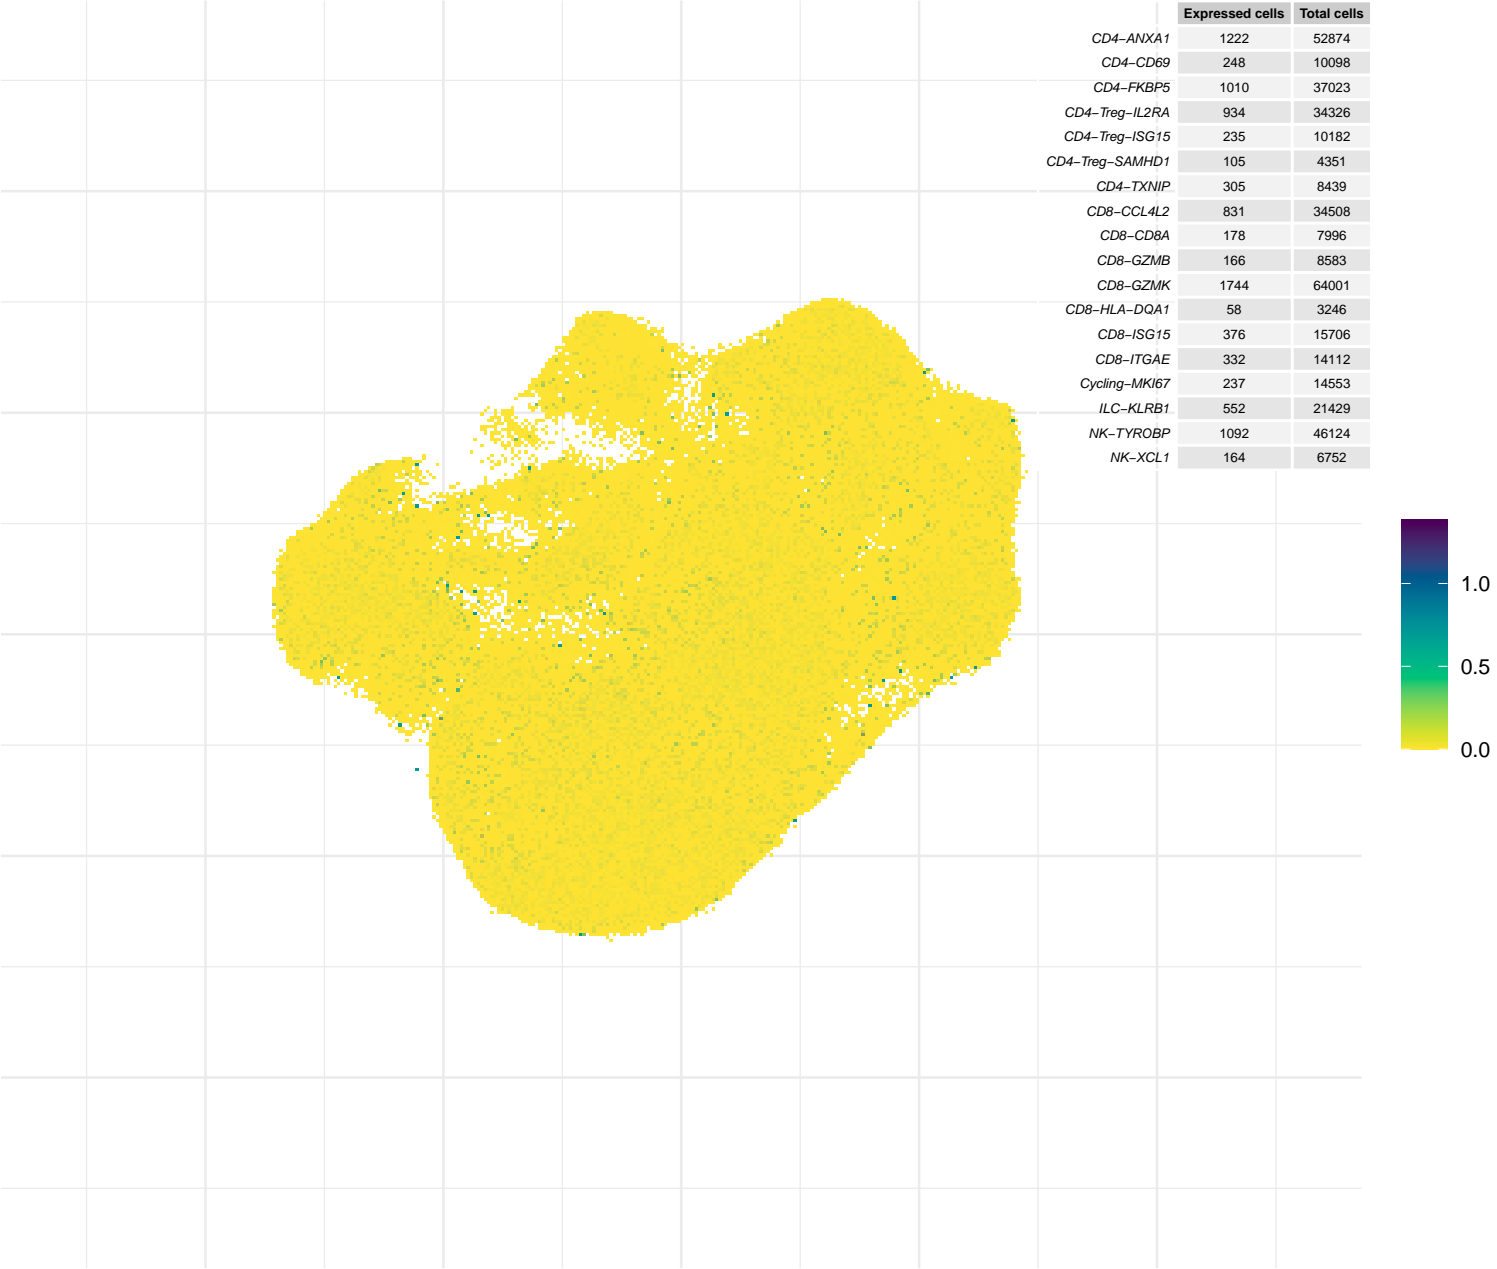 Expressed cells Total cells
CD4−ANXA1 1222 52874
CD4−CD69 248 10098
CD4−FKBP5 1010 37023
CD4−Treg−IL2RA 934 34326
CD4−Treg−ISG15 235 10182
CD4−Treg−SAMHD1 105 4351
CD4−TXNIP 305 8439
CD8−CCL4L2 831 34508
CD8−CD8A 178 7996
CD8−GZMB 166 8583
CD8−GZMK 1744 64001
CD8−HLA−DQA1 58 3246
CD8−ISG15 376 15706
CD8−ITGAE 332 14112
Cycling−MKI67 237 14553
ILC−KLRB1 552 21429
NK−TYROBP 1092 46124
NK−XCL1 164 6752
1.0
0.5
0.0